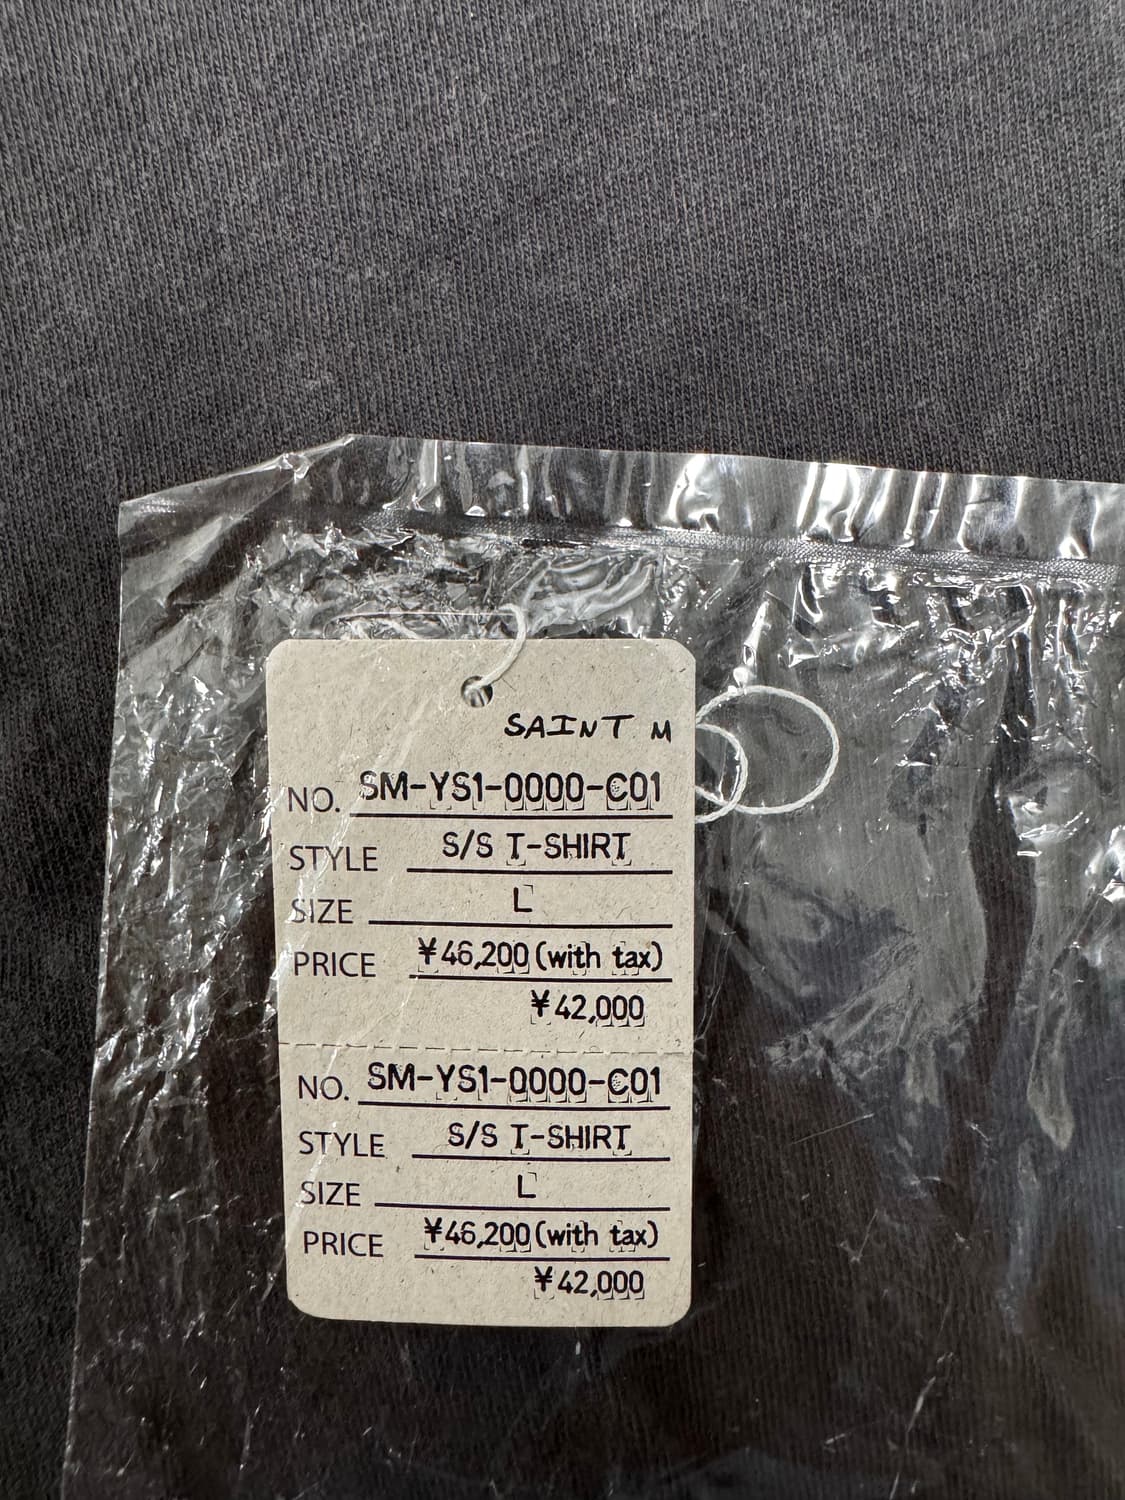 SAINT M
NO. SM-YS1-0000-C01
STYLE S/S T-SHIRT
SIZE L
PRICE ¥46,200(with tax)
¥42,000
NO. SM-YS1-0000-C01
STYLE S/S T-SHIRT
SIZE L
PRICE ¥46,200(with tax)
¥42,000